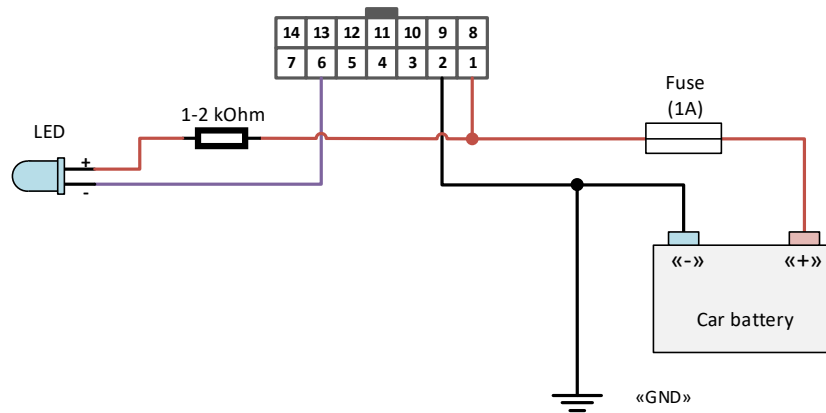 14 13 12 11 10 9 8
7 6 5 4 3 2 1
Fuse
(1A)
1-2 kOhm
LED
+
-
«-» «+»
Car battery
«GND»